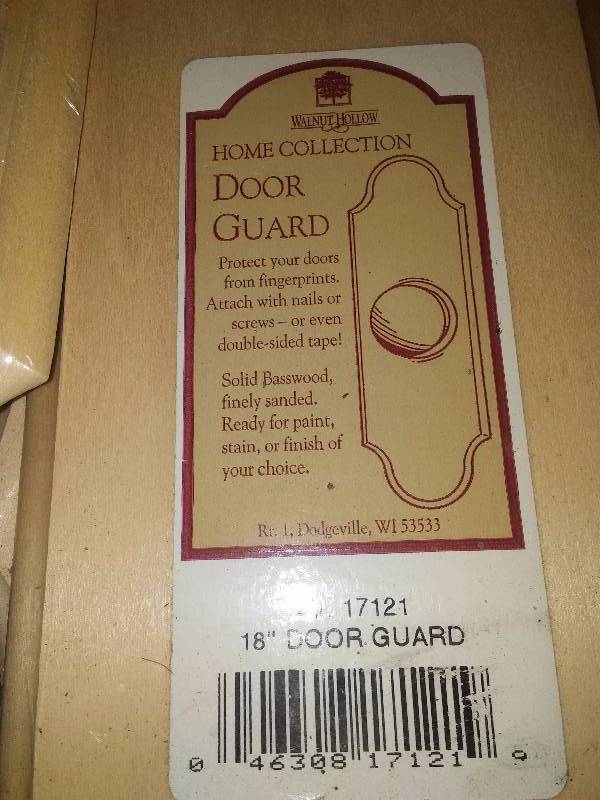 WALNUT HOLLOW
HOME COLLECTION
DOOR
GUARD
Protect your doors
from fingerprints.
Attach with nails or
screws – or even
double-sided tape!
Solid Basswood,
finely sanded.
Ready for paint,
stain, or finish of
your choice.
Rt. 1, Dodgeville, WI 53533
17121
18" DOOR GUARD
0 46308 17121 9